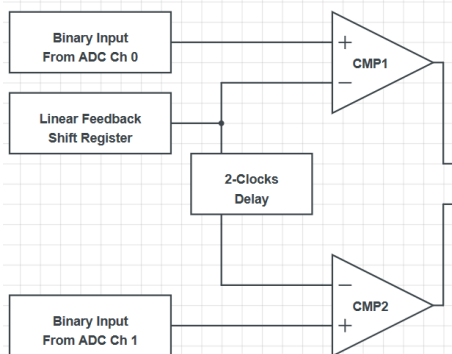 Binary Input
From ADC Ch 0
+
CMP1
−
Linear Feedback
Shift Register
2-Clocks
Delay
−
CMP2
Binary Input
From ADC Ch 1
+